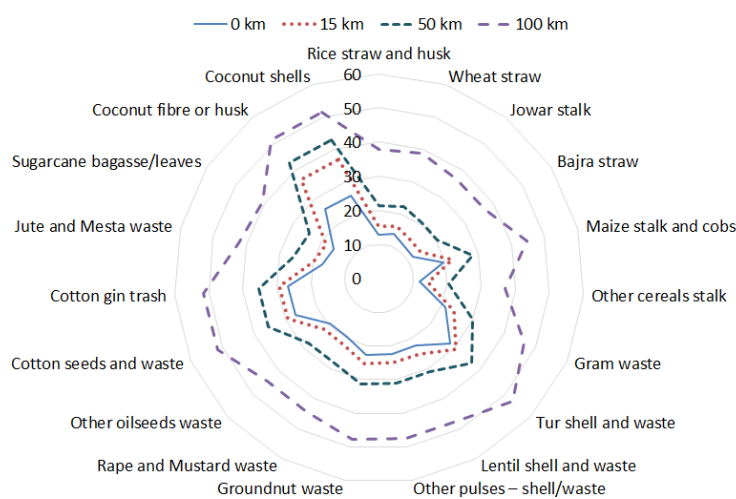 0 km 15 km 50 km 100 km
Rice straw and husk
Coconut shells 60 Wheat straw
Coconut fibre or husk 50 Jowar stalk
40
Sugarcane bagasse/leaves 30 Bajra straw
20
Jute and Mesta waste 10 Maize stalk and cobs
0
Cotton gin trash Other cereals stalk
Cotton seeds and waste Gram waste
Other oilseeds waste Tur shell and waste
Rape and Mustard waste Lentil shell and waste
Groundnut waste Other pulses – shell/waste